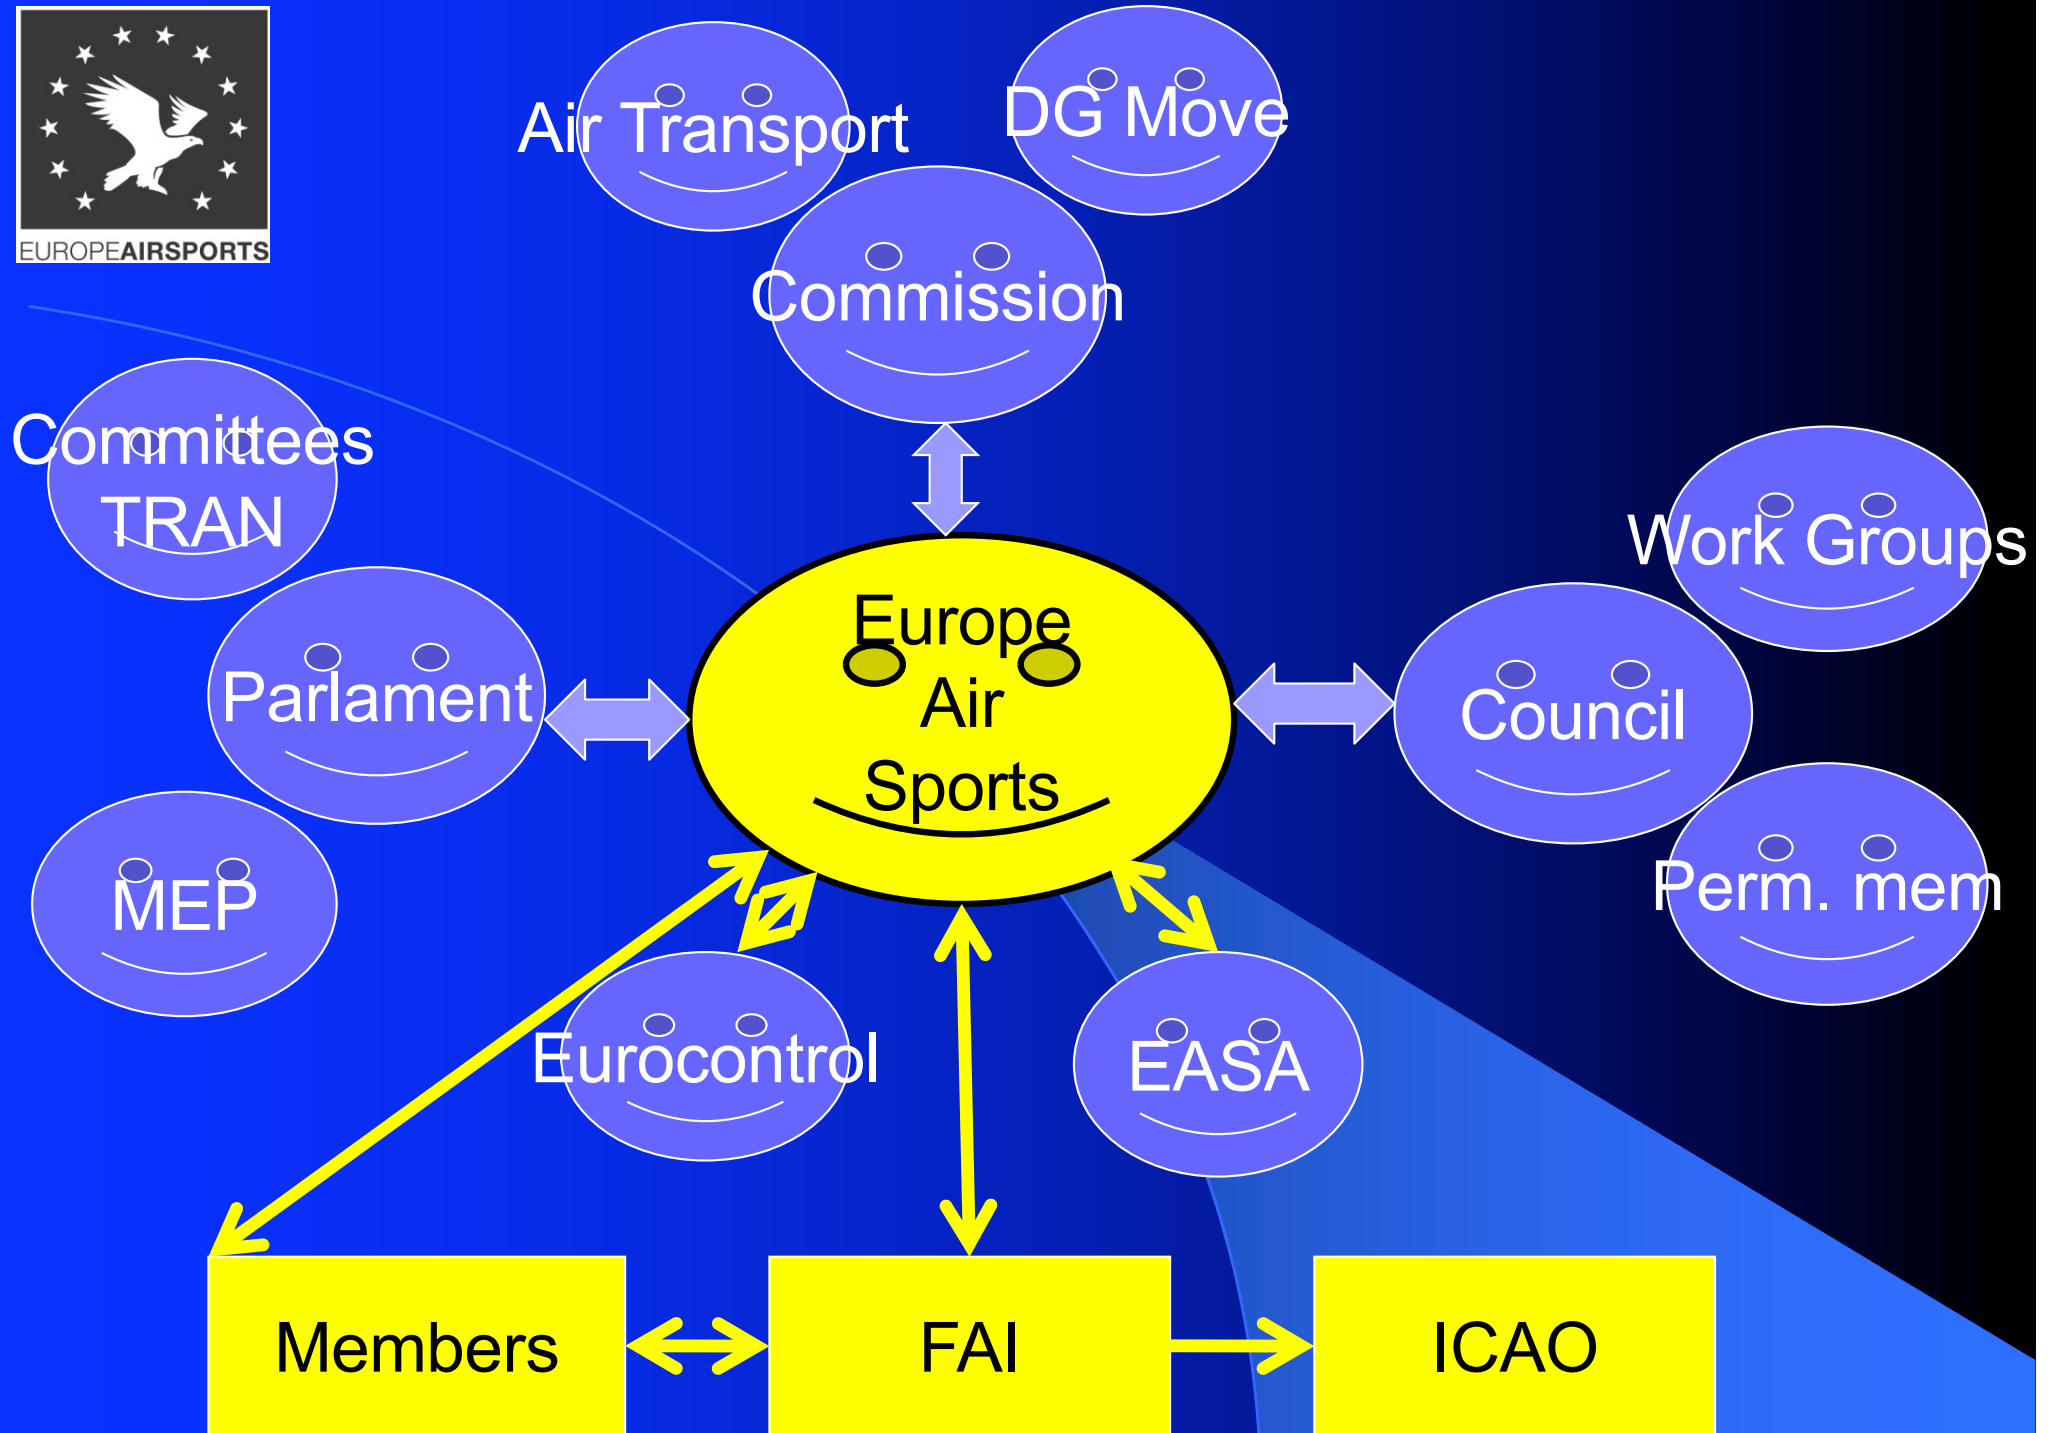 EUROPEAIRSPORTS
Air Transport
DG Move
Commission
Committees
TRAN
Parlament
MEP
Europe
Air
Sports
Work Groups
Council
Perm. mem
Eurocontrol
EASA
Members
FAI
ICAO